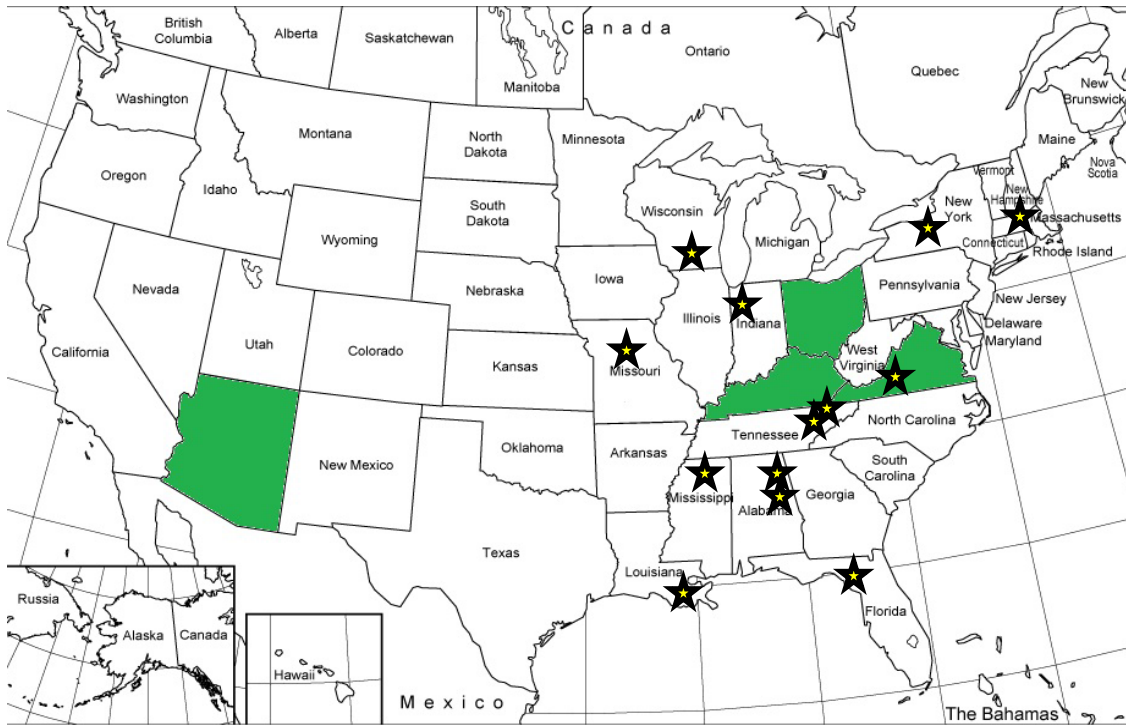 British
Columbia
Alberta
Saskatchewan
Manitoba
Canada
Ontario
Quebec
New
Brunswick
Nova
Scotia
Washington
Montana
North
Dakota
Minnesota
Maine
Vermont
New
Hampshire
Oregon
Idaho
South
Dakota
Wisconsin
Michigan
New
York
Massachusetts
Connecticut
Rhode Island
Wyoming
Nebraska
Iowa
Illinois
Indiana
Pennsylvania
New Jersey
Delaware
Maryland
Nevada
Utah
Colorado
Kansas
Missouri
West
Virginia
California
New Mexico
Oklahoma
Arkansas
Tennessee
North Carolina
South
Carolina
Mississippi
Alabama
Georgia
Texas
Louisiana
Florida
Russia
Alaska
Canada
Hawaii
Mexico
The Bahamas